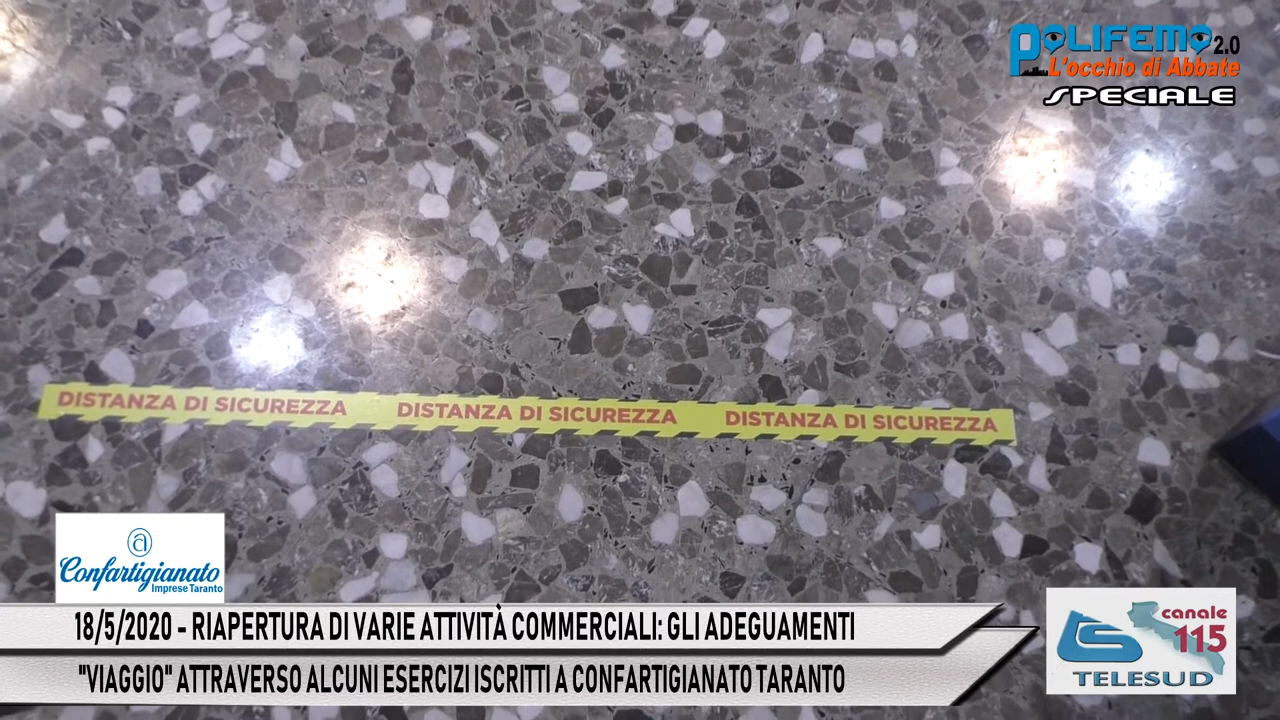 POLIFEMO 2.0
L'occhio di Abbate
SPECIALE
DISTANZA DI SICUREZZA DISTANZA DI SICUREZZA DISTANZA DI SICUREZZA
a
Confartigianato
Imprese Taranto
18/5/2020 – RIAPERTURA DI VARIE ATTIVITÀ COMMERCIALI: GLI ADEGUAMENTI
"VIAGGIO" ATTRAVERSO ALCUNI ESERCIZI ISCRITTI A CONFARTIGIANATO TARANTO
canale
115
TS
TELESUD